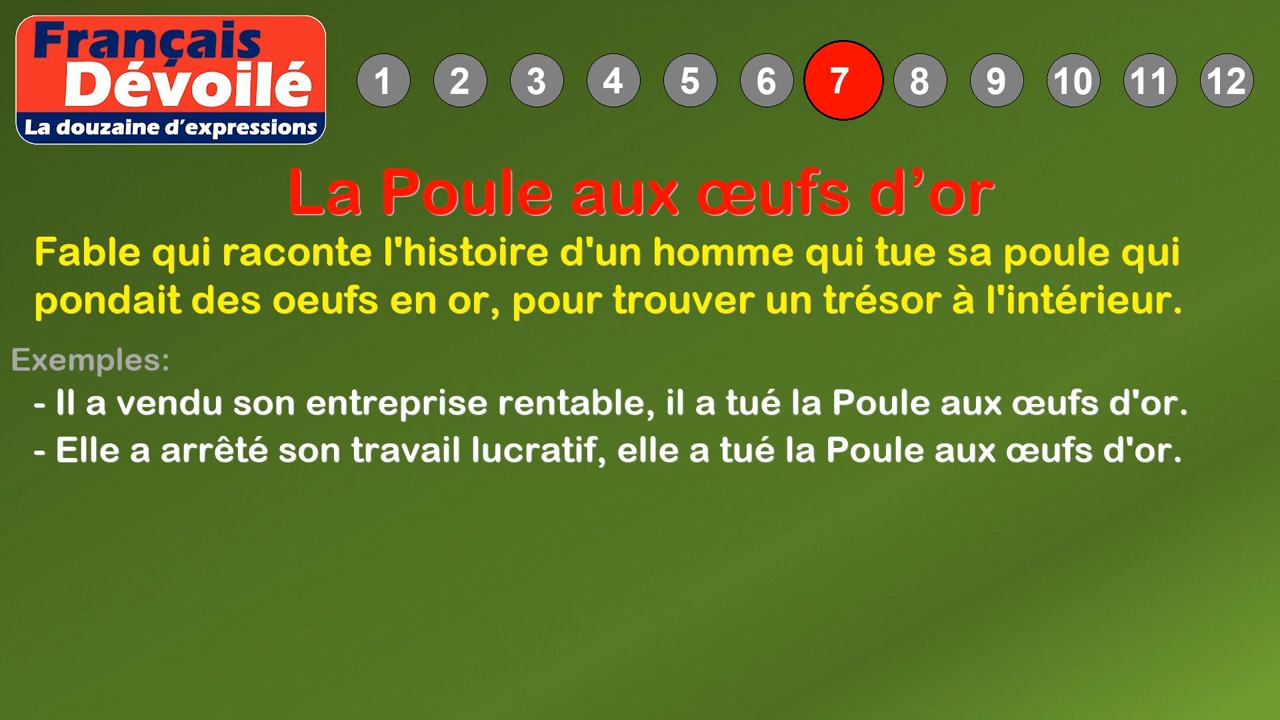 Français
Dévoilé
La douzaine d’expressions
1 2 3 4 5 6 7 8 9 10 11 12
La Poule aux œufs d’or
Fable qui raconte l'histoire d'un homme qui tue sa poule qui
pondait des oeufs en or, pour trouver un trésor à l'intérieur.
Exemples:
- Il a vendu son entreprise rentable, il a tué la Poule aux œufs d'or.
- Elle a arrêté son travail lucratif, elle a tué la Poule aux œufs d'or.